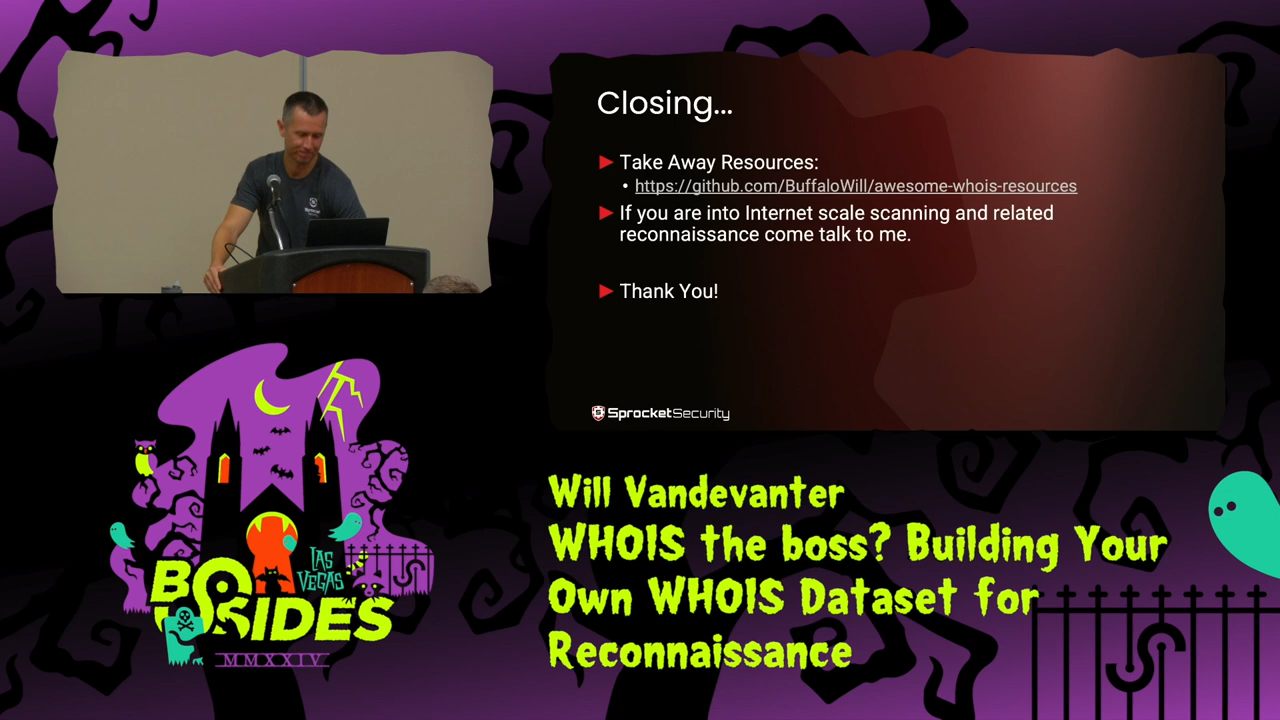 Closing...
Take Away Resources:
https://github.com/BuffaloWill/awesome-whois-resources
If you are into Internet scale scanning and related
reconnaissance come talk to me.
Thank You!
SprocketSecurity
LAS
VEGAS
BSIDES
MMXXIV
Will Vandevanter
WHOIS the boss? Building Your
Own WHOIS Dataset for
Reconnaissance